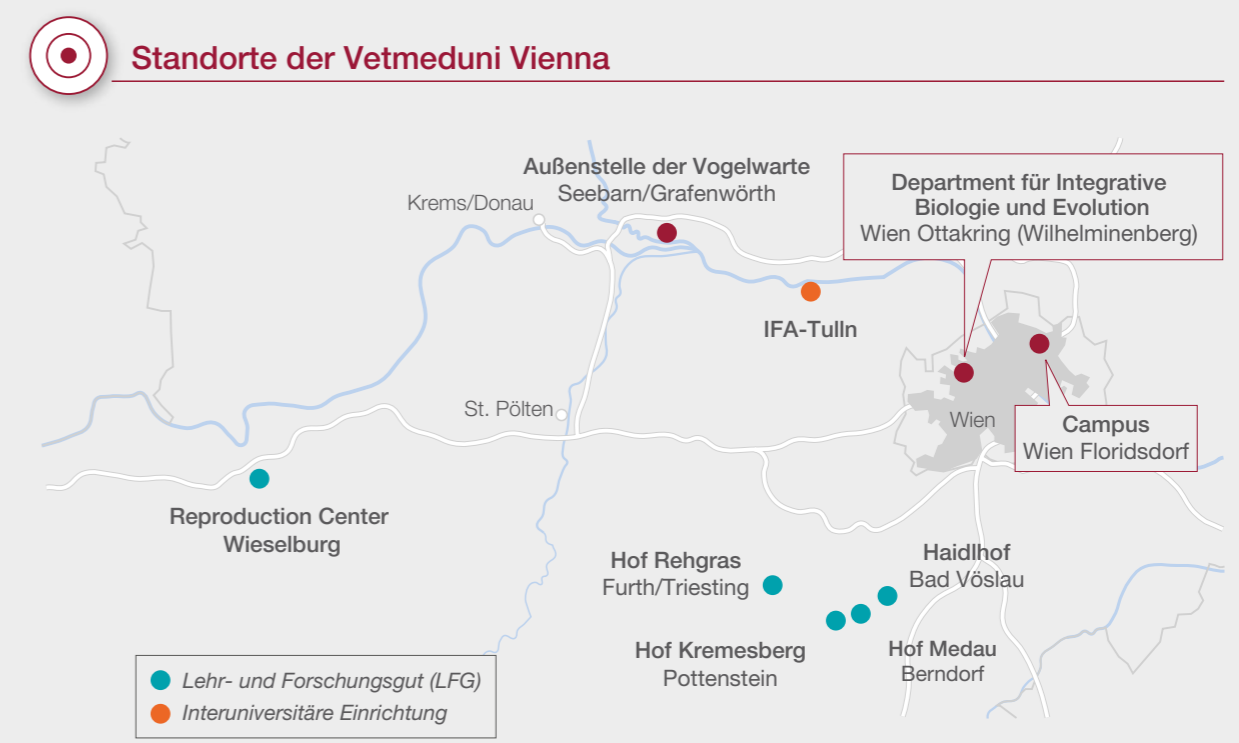 Standorte der Vetmeduni Vienna
Außenstelle der Vogelwarte
Seebarn/Grafenwörth
Krems/Donau
Department für Integrative
Biologie und Evolution
Wien Ottakring (Wilhelminenberg)
IFA-Tulln
St. Pölten
Wien
Campus
Wien Floridsdorf
Reproduction Center
Wieselburg
Hof Rehgras
Furth/Triesting
Haidlhof
Bad Vöslau
Hof Kremesberg
Pottenstein
Hof Medau
Berndorf
Lehr- und Forschungsgut (LFG)
Interuniversitäre Einrichtung